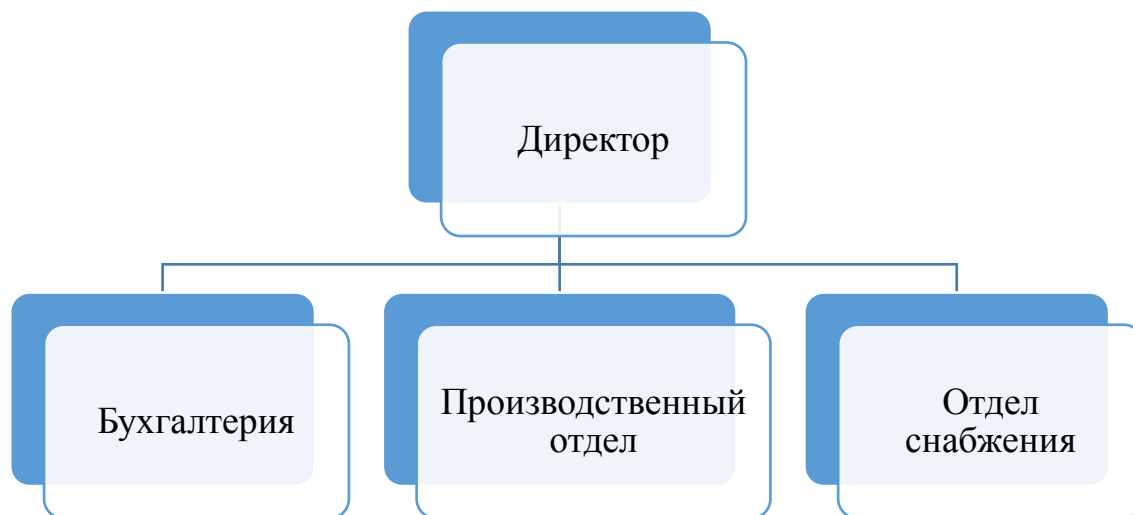 Директор
Бухгалтерия
Производственный
отдел
Отдел
снабжения